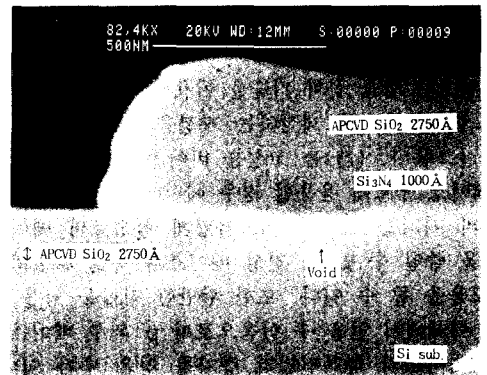 82.4KX 20KV WD:12MM S:00000 P:00009
500NM
APCVD SiO₂ 2750Å
Si₃N₄ 1000Å
↕ APCVD SiO₂ 2750Å
↑
Void
Si sub.